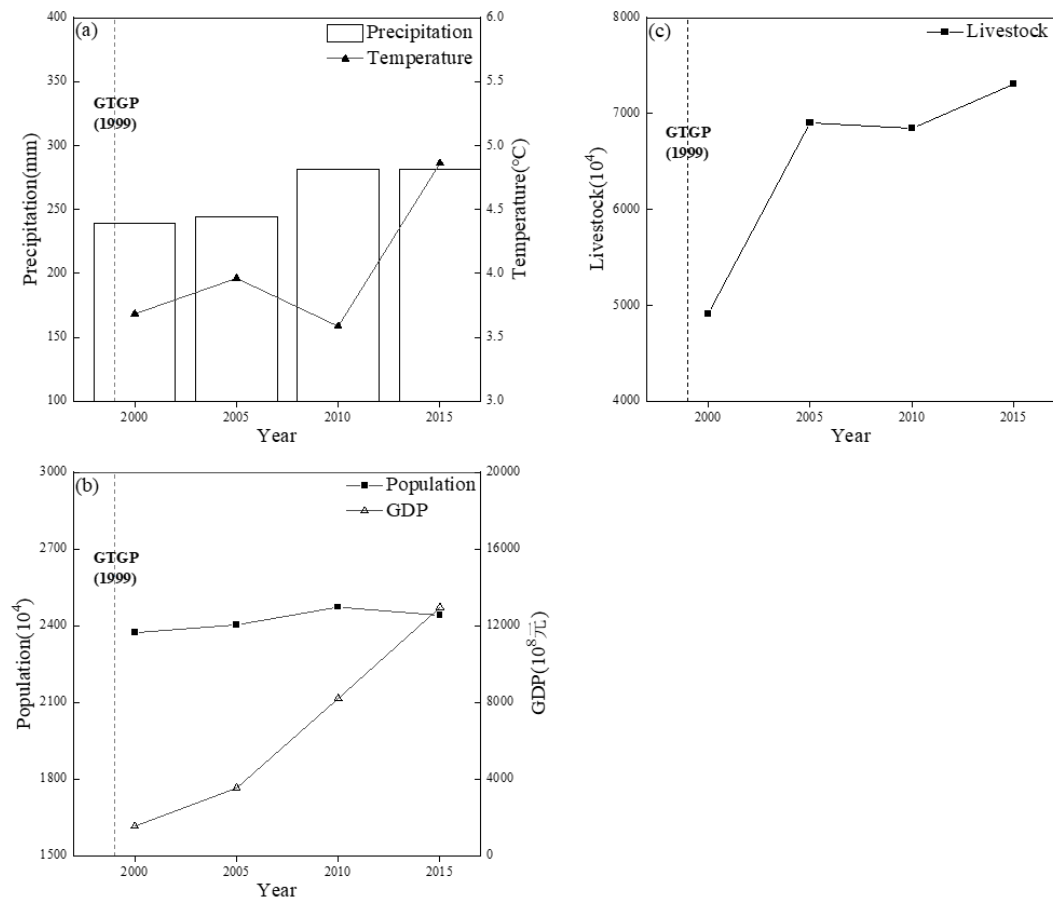 (a)
Precipitation
Temperature
GTGP
(1999)
400
350
300
250
200
150
100
Precipitation(mm)
6.0
5.5
5.0
4.5
4.0
3.5
3.0
Temperature(°C)
2000 2005 2010 2015
Year
(c)
Livestock
GTGP
(1999)
8000
7000
6000
5000
4000
Livestock(10⁴)
2000 2005 2010 2015
Year
(b)
Population
GDP
GTGP
(1999)
3000
2700
2400
2100
1800
1500
Population(10⁴)
20000
16000
12000
8000
4000
0
GDP(10⁸元)
2000 2005 2010 2015
Year